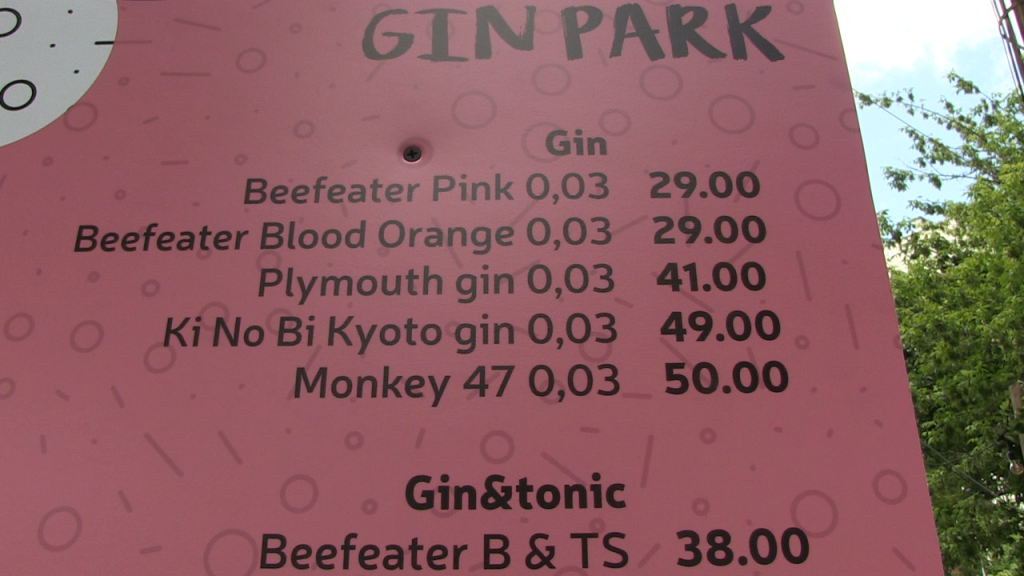 GIN PARK
Gin
Beefeater Pink 0,03 29.00
Beefeater Blood Orange 0,03 29.00
Plymouth gin 0,03 41.00
Ki No Bi Kyoto gin 0,03 49.00
Monkey 47 0,03 50.00
Gin&tonic
Beefeater B & TS 38.00